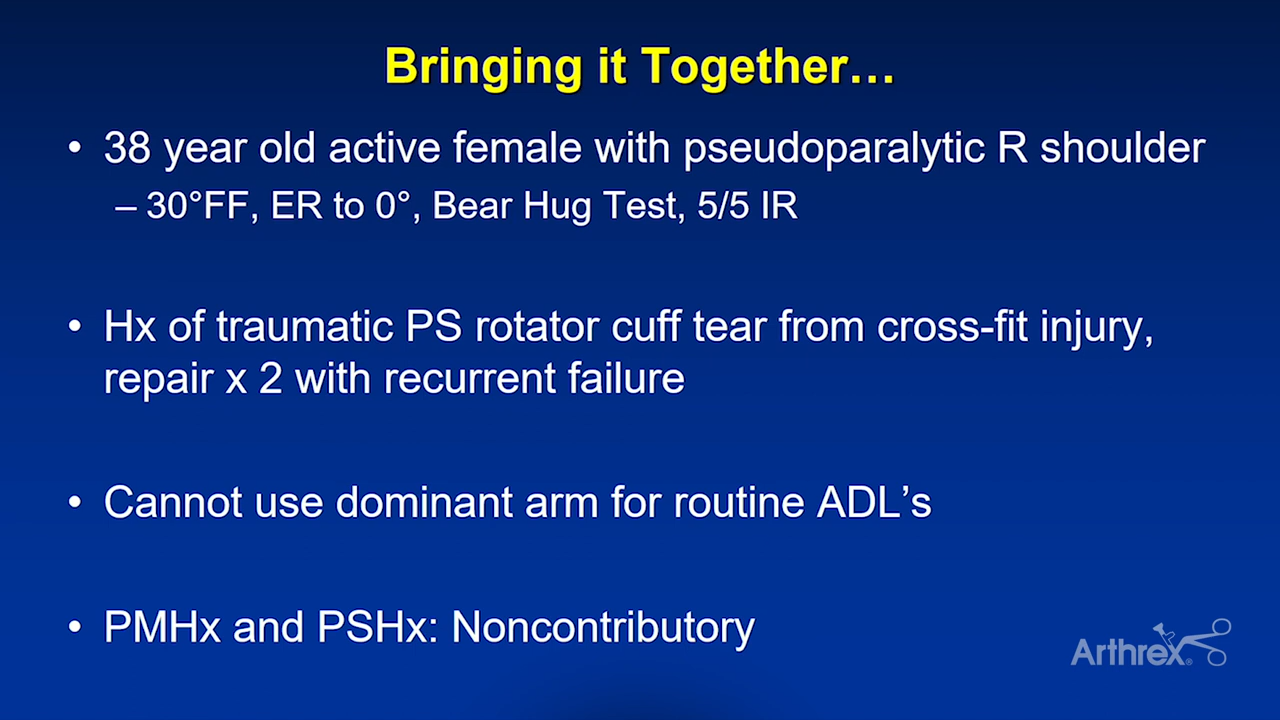 Bringing it Together…
• 38 year old active female with pseudoparalytic R shoulder
– 30°FF, ER to 0°, Bear Hug Test, 5/5 IR
• Hx of traumatic PS rotator cuff tear from cross-fit injury,
repair x 2 with recurrent failure
• Cannot use dominant arm for routine ADL’s
• PMHx and PSHx: Noncontributory
Arthrex®